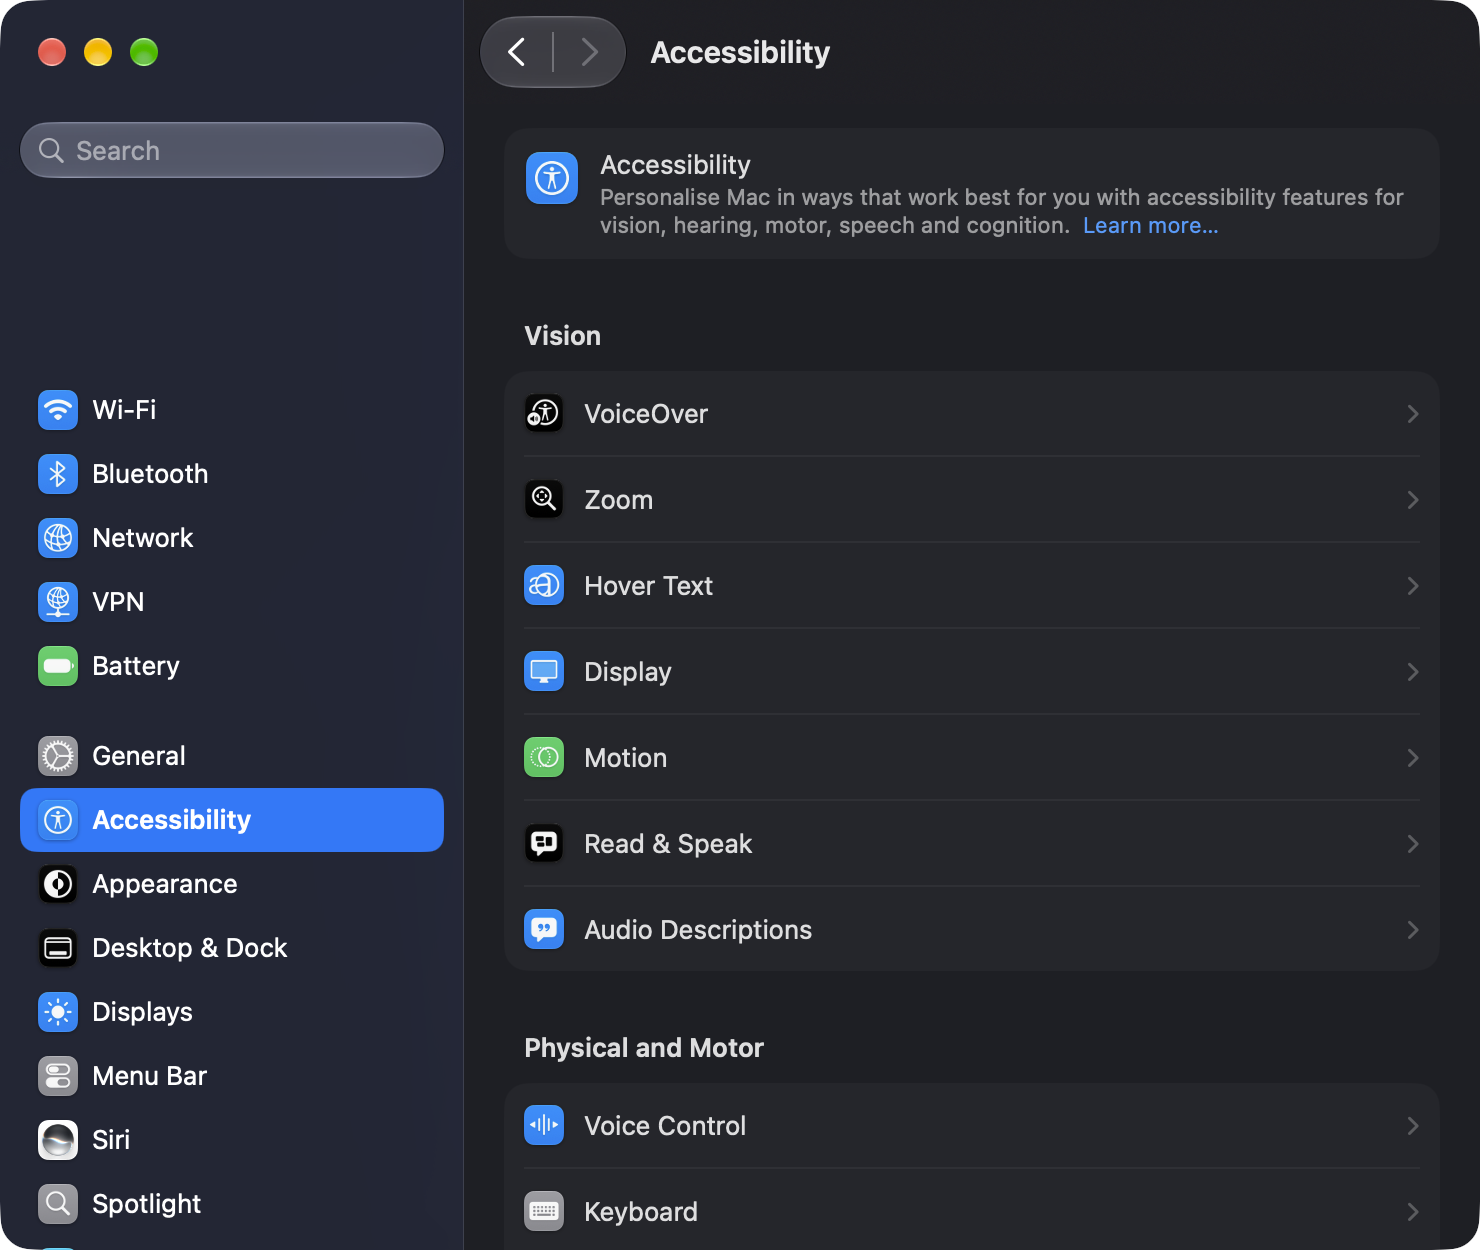 Search
Wi-Fi
Bluetooth
Network
VPN
Battery
General
Accessibility
Appearance
Desktop & Dock
Displays
Menu Bar
Siri
Spotlight
Accessibility
Accessibility
Personalise Mac in ways that work best for you with accessibility features for
vision, hearing, motor, speech and cognition. Learn more...
Vision
VoiceOver
Zoom
Hover Text
Display
Motion
Read & Speak
Audio Descriptions
Physical and Motor
Voice Control
Keyboard